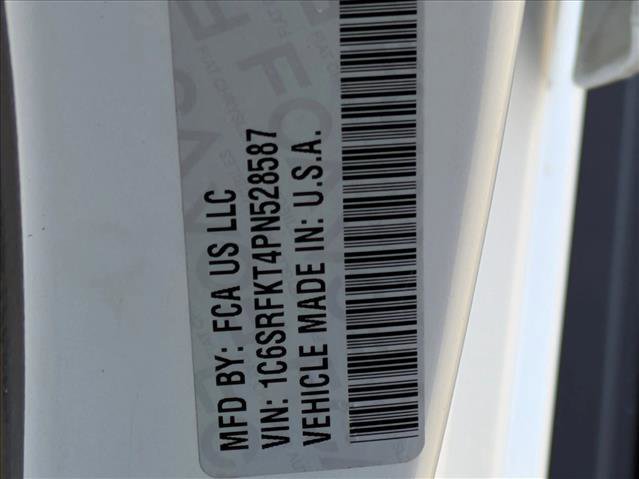 MFD BY: FCA US LLC
VIN: 1C6SRFKT4PN528587
VEHICLE MADE IN: U.S.A.